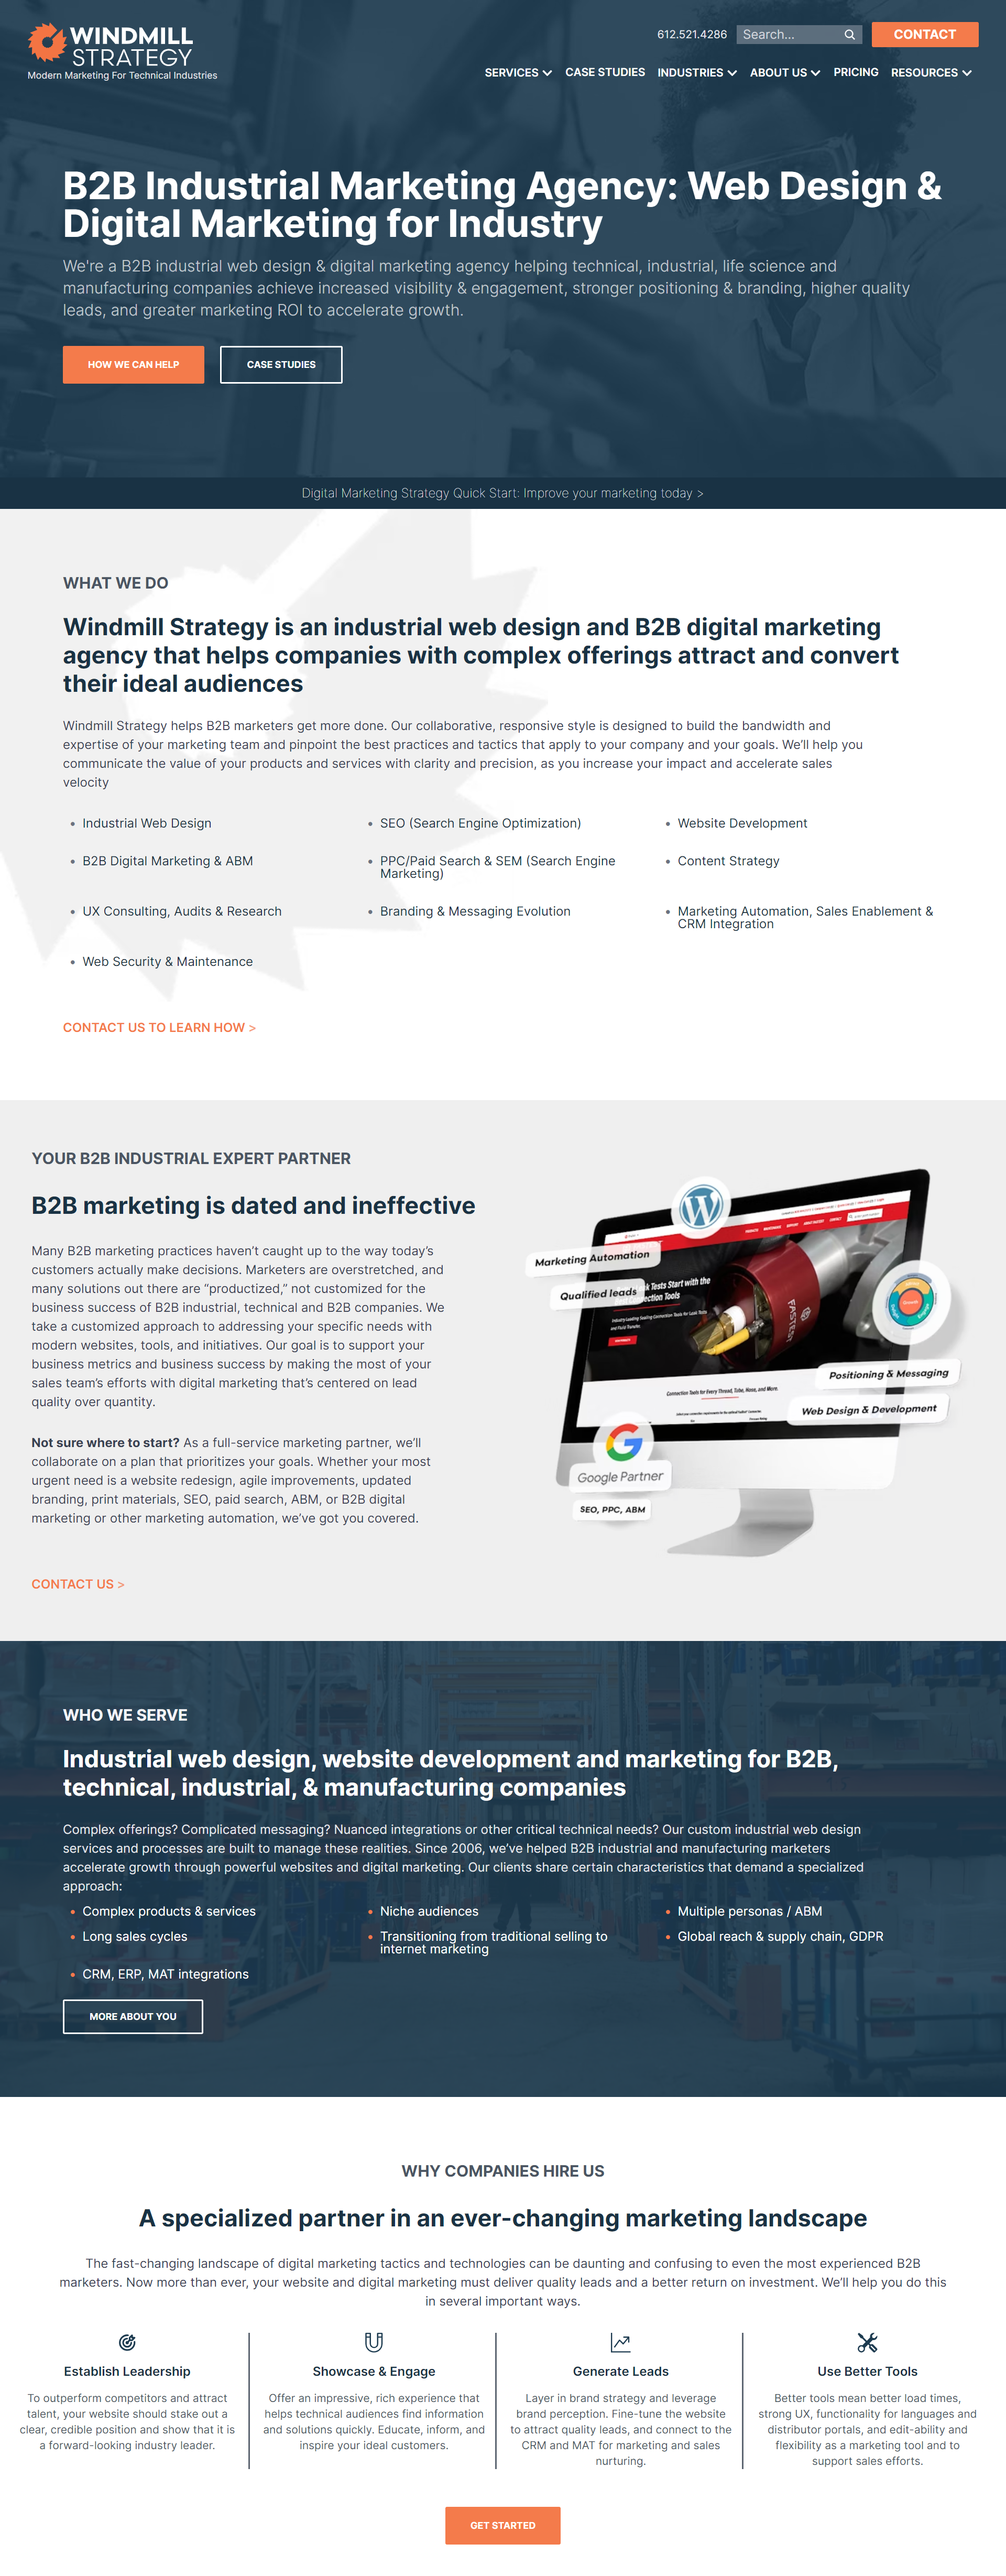 WINDMILL
STRATEGY
Modern Marketing For Technical Industries
612.521.4286
Search...
CONTACT
SERVICES
CASE STUDIES
INDUSTRIES
ABOUT US
PRICING
RESOURCES
B2B Industrial Marketing Agency: Web Design &
Digital Marketing for Industry
We're a B2B industrial web design & digital marketing agency helping technical, industrial, life science and
manufacturing companies achieve increased visibility & engagement, stronger positioning & branding, higher quality
leads, and greater marketing ROI to accelerate growth.
HOW WE CAN HELP
CASE STUDIES
Digital Marketing Strategy Quick Start: Improve your marketing today >
WHAT WE DO
Windmill Strategy is an industrial web design and B2B digital marketing
agency that helps companies with complex offerings attract and convert
their ideal audiences
Windmill Strategy helps B2B marketers get more done. Our collaborative, responsive style is designed to build the bandwidth and
expertise of your marketing team and pinpoint the best practices and tactics that apply to your company and your goals. We'll help you
communicate the value of your products and services with clarity and precision, as you increase your impact and accelerate sales
velocity
• Industrial Web Design
• SEO (Search Engine Optimization)
• Website Development
• B2B Digital Marketing & ABM
• PPC/Paid Search & SEM (Search Engine
Marketing)
• Content Strategy
• UX Consulting, Audits & Research
• Branding & Messaging Evolution
• Marketing Automation, Sales Enablement &
CRM Integration
• Web Security & Maintenance
CONTACT US TO LEARN HOW >
YOUR B2B INDUSTRIAL EXPERT PARTNER
B2B marketing is dated and ineffective
Many B2B marketing practices haven't caught up to the way today's
customers actually make decisions. Marketers are overstretched, and
many solutions out there are “productized,” not customized for the
business success of B2B industrial, technical and B2B companies. We
take a customized approach to addressing your specific needs with
modern websites, tools, and initiatives. Our goal is to support your
business metrics and business success by making the most of your
sales team's efforts with digital marketing that's centered on lead
quality over quantity.
Not sure where to start? As a full-service marketing partner, we'll
collaborate on a plan that prioritizes your goals. Whether your most
urgent need is a website redesign, agile improvements, updated
branding, print materials, SEO, paid search, ABM, or B2B digital
marketing or other marketing automation, we've got you covered.
CONTACT US >
Marketing Automation
Qualified leads
Tests Start with the
Connection Tools
FASTEST
Connection Tools for Every Thread, Tube, Hose, and More.
Positioning & Messaging
Web Design & Development
Google Partner
SEO, PPC, ABM
WHO WE SERVE
Industrial web design, website development and marketing for B2B,
technical, industrial, & manufacturing companies
Complex offerings? Complicated messaging? Nuanced integrations or other critical technical needs? Our custom industrial web design
services and processes are built to manage these realities. Since 2006, we've helped B2B industrial and manufacturing marketers
accelerate growth through powerful websites and digital marketing. Our clients share certain characteristics that demand a specialized
approach:
• Complex products & services
• Niche audiences
• Multiple personas / ABM
• Long sales cycles
• Transitioning from traditional selling to
internet marketing
• Global reach & supply chain, GDPR
• CRM, ERP, MAT integrations
MORE ABOUT YOU
WHY COMPANIES HIRE US
A specialized partner in an ever-changing marketing landscape
The fast-changing landscape of digital marketing tactics and technologies can be daunting and confusing to even the most experienced B2B
marketers. Now more than ever, your website and digital marketing must deliver quality leads and a better return on investment. We'll help you do this
in several important ways.
Establish Leadership
To outperform competitors and attract
talent, your website should stake out a
clear, credible position and show that it is
a forward-looking industry leader.
Showcase & Engage
Offer an impressive, rich experience that
helps technical audiences find information
and solutions quickly. Educate, inform, and
inspire your ideal customers.
Generate Leads
Layer in brand strategy and leverage
brand perception. Fine-tune the website
to attract quality leads, and connect to the
CRM and MAT for marketing and sales
nurturing.
Use Better Tools
Better tools mean better load times,
strong UX, functionality for languages and
distributor portals, and edit-ability and
flexibility as a marketing tool and to
support sales efforts.
GET STARTED